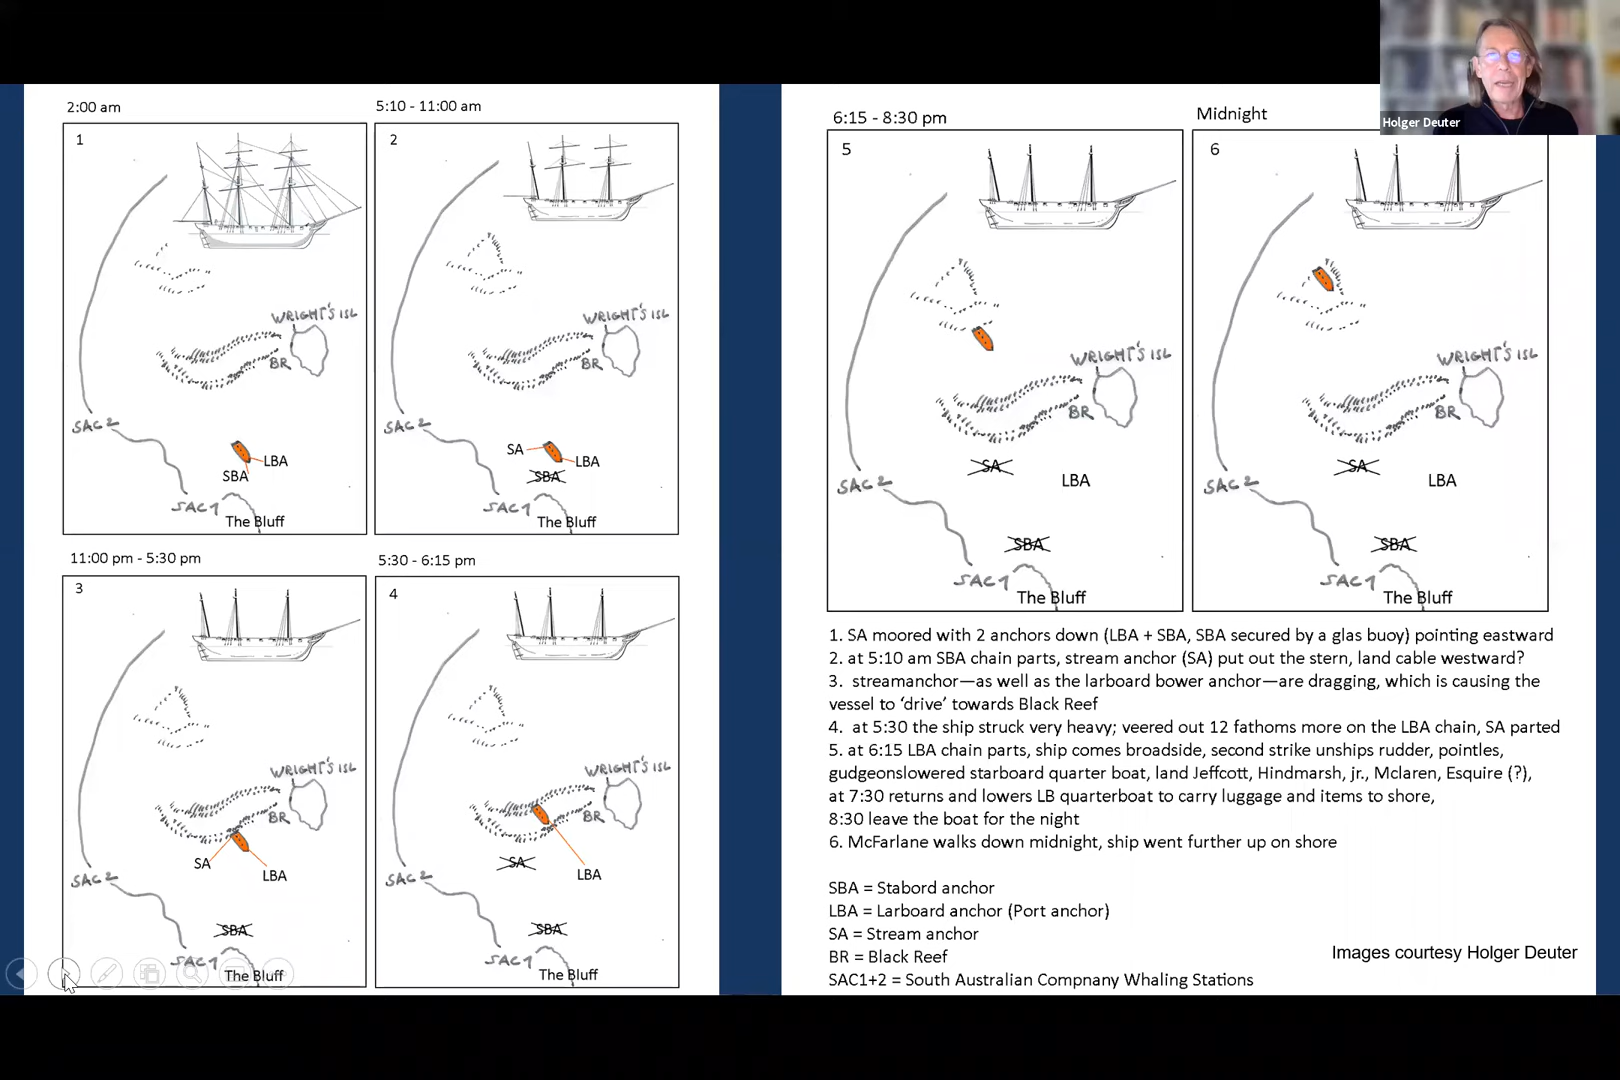 2:00 am
1
WRIGHT'S ISL
BR
SAC 2
LBA
SBA
SAC 1
The Bluff
5:10 - 11:00 am
2
WRIGHT'S ISL
BR
SAC 2
SA
LBA
SBA
SAC 1
The Bluff
11:00 pm - 5:30 pm
3
WRIGHT'S ISL
BR
SA
LBA
SAC 2
SBA
SAC 1
The Bluff
5:30 - 6:15 pm
4
WRIGHT'S ISL
BR
SA
LBA
SAC 2
SBA
SAC 1
The Bluff
6:15 - 8:30 pm
5
WRIGHT'S ISL
BR
SA
SAC 2
LBA
SBA
SAC 1
The Bluff
Midnight
6
WRIGHT'S ISL
BR
SA
SAC 2
LBA
SBA
SAC 1
The Bluff
Holger Deuter
1. SA moored with 2 anchors down (LBA + SBA, SBA secured by a glas buoy) pointing eastward
2. at 5:10 am SBA chain parts, stream anchor (SA) put out the stern, land cable westward?
3. streamanchor—as well as the larboard bower anchor—are dragging, which is causing the
vessel to ‘drive’ towards Black Reef
4. at 5:30 the ship struck very heavy; veered out 12 fathoms more on the LBA chain, SA parted
5. at 6:15 LBA chain parts, ship comes broadside, second strike unships rudder, pointles,
gudgeonslowered starboard quarter boat, land Jeffcott, Hindmarsh, jr., Mclaren, Esquire (?),
at 7:30 returns and lowers LB quarterboat to carry luggage and items to shore,
8:30 leave the boat for the night
6. McFarlane walks down midnight, ship went further up on shore
SBA = Stabord anchor
LBA = Larboard anchor (Port anchor)
SA = Stream anchor
BR = Black Reef
SAC1+2 = South Australian Compnany Whaling Stations
Images courtesy Holger Deuter